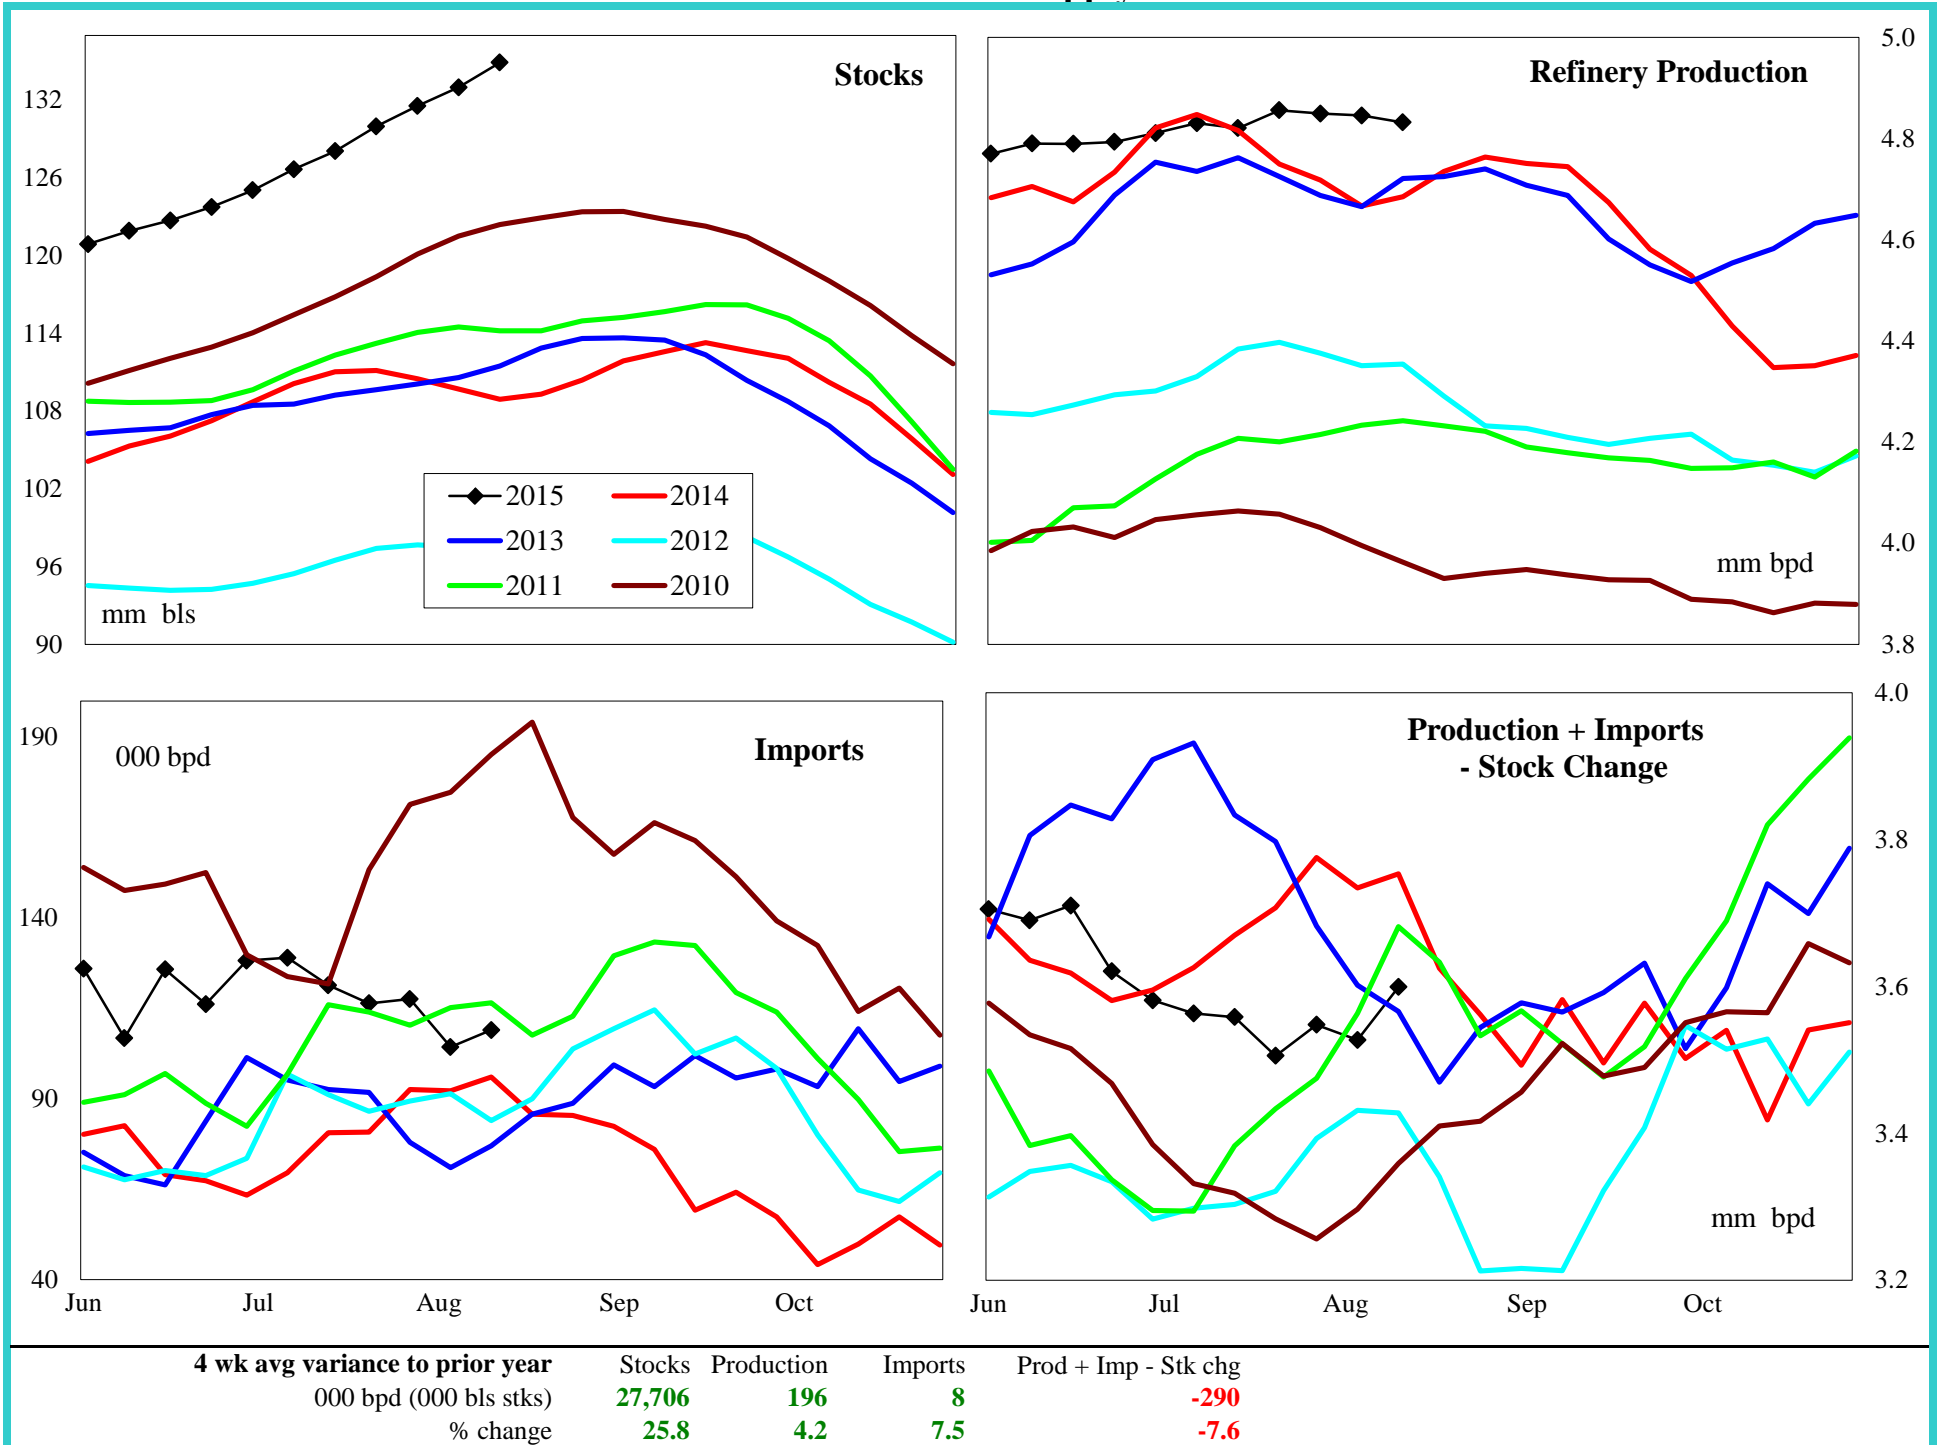 Stocks
132
126
120
114
108
102
96
90
2015 2014
2013 2012
2011 2010
mm bls
Refinery Production
5.0
4.8
4.6
4.4
4.2
4.0
3.8
mm bpd
Imports
000 bpd
190
140
90
40
Jun Jul Aug Sep Oct
Production + Imports
- Stock Change
4.0
3.8
3.6
3.4
3.2
mm bpd
Jun Jul Aug Sep Oct
4 wk avg variance to prior year Stocks Production Imports Prod + Imp - Stk chg
000 bpd (000 bls stks) 27,706 196 8 -290
% change 25.8 4.2 7.5 -7.6